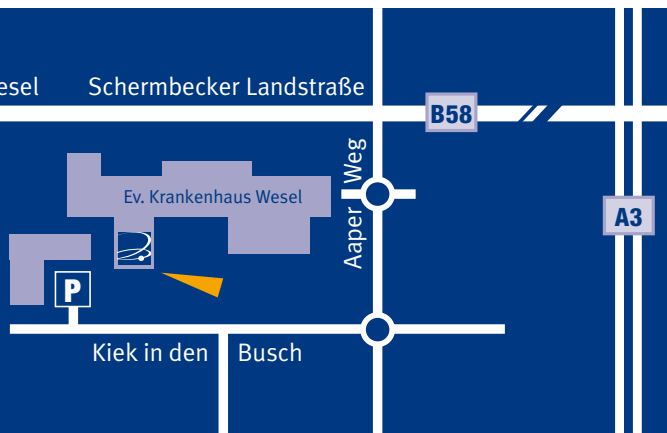 esel
Schermbecker Landstraße
B58
Aaper Weg
Ev. Krankenhaus Wesel
A3
P
Kiek in den Busch